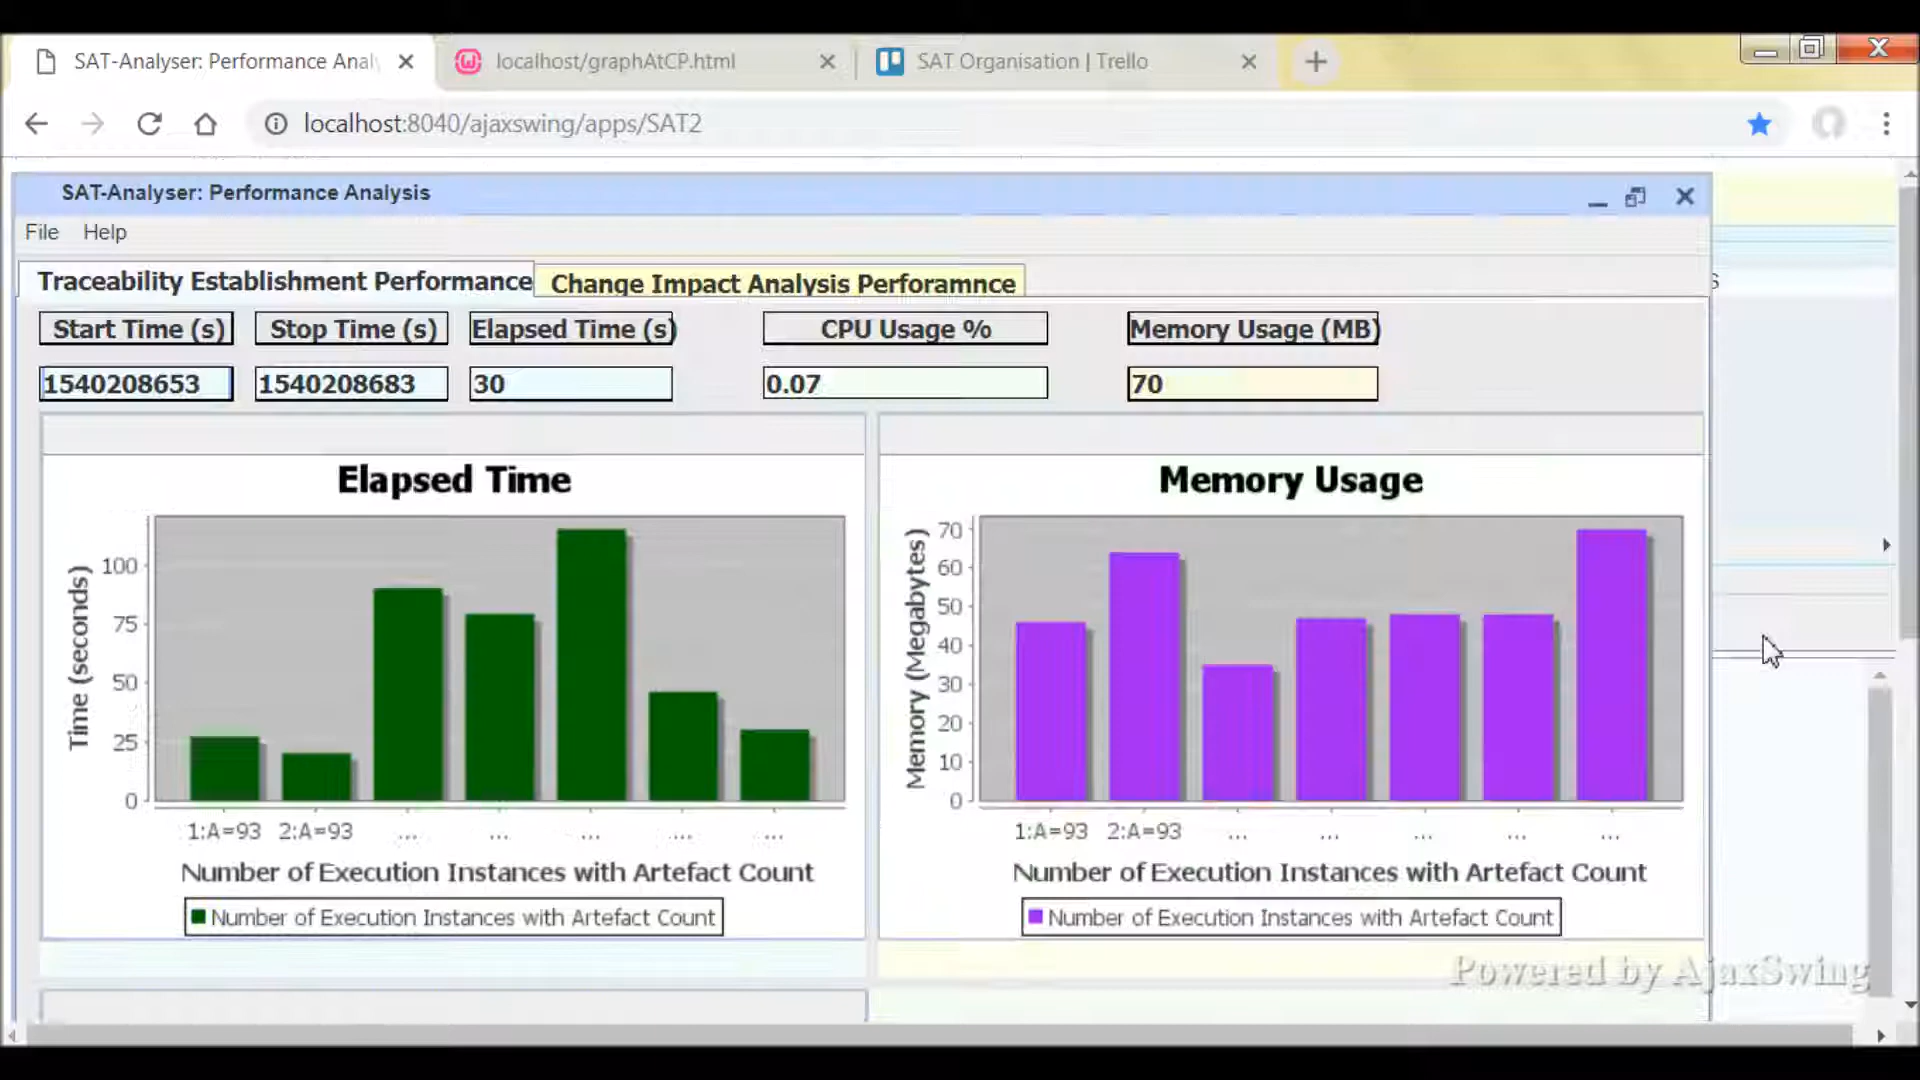 SAT-Analyser: Performance Anal
localhost/graphAtCP.html
SAT Organisation | Trello
localhost:8040/ajaxswing/apps/SAT2
SAT-Analyser: Performance Analysis
File Help
Traceability Establishment Performance
Change Impact Analysis Perforamnce
Start Time (s) Stop Time (s) Elapsed Time (s) CPU Usage % Memory Usage (MB)
1540208653 1540208683 30 0.07 70
Elapsed Time
Time (seconds)
100
75
50
25
0
1:A=93 2:A=93 ... ... ... ... ...
Number of Execution Instances with Artefact Count
Number of Execution Instances with Artefact Count
Memory Usage
Memory (Megabytes)
70
60
50
40
30
20
10
0
1:A=93 2:A=93 ... ... ... ... ...
Number of Execution Instances with Artefact Count
Number of Execution Instances with Artefact Count
Powered by AjaxSwing